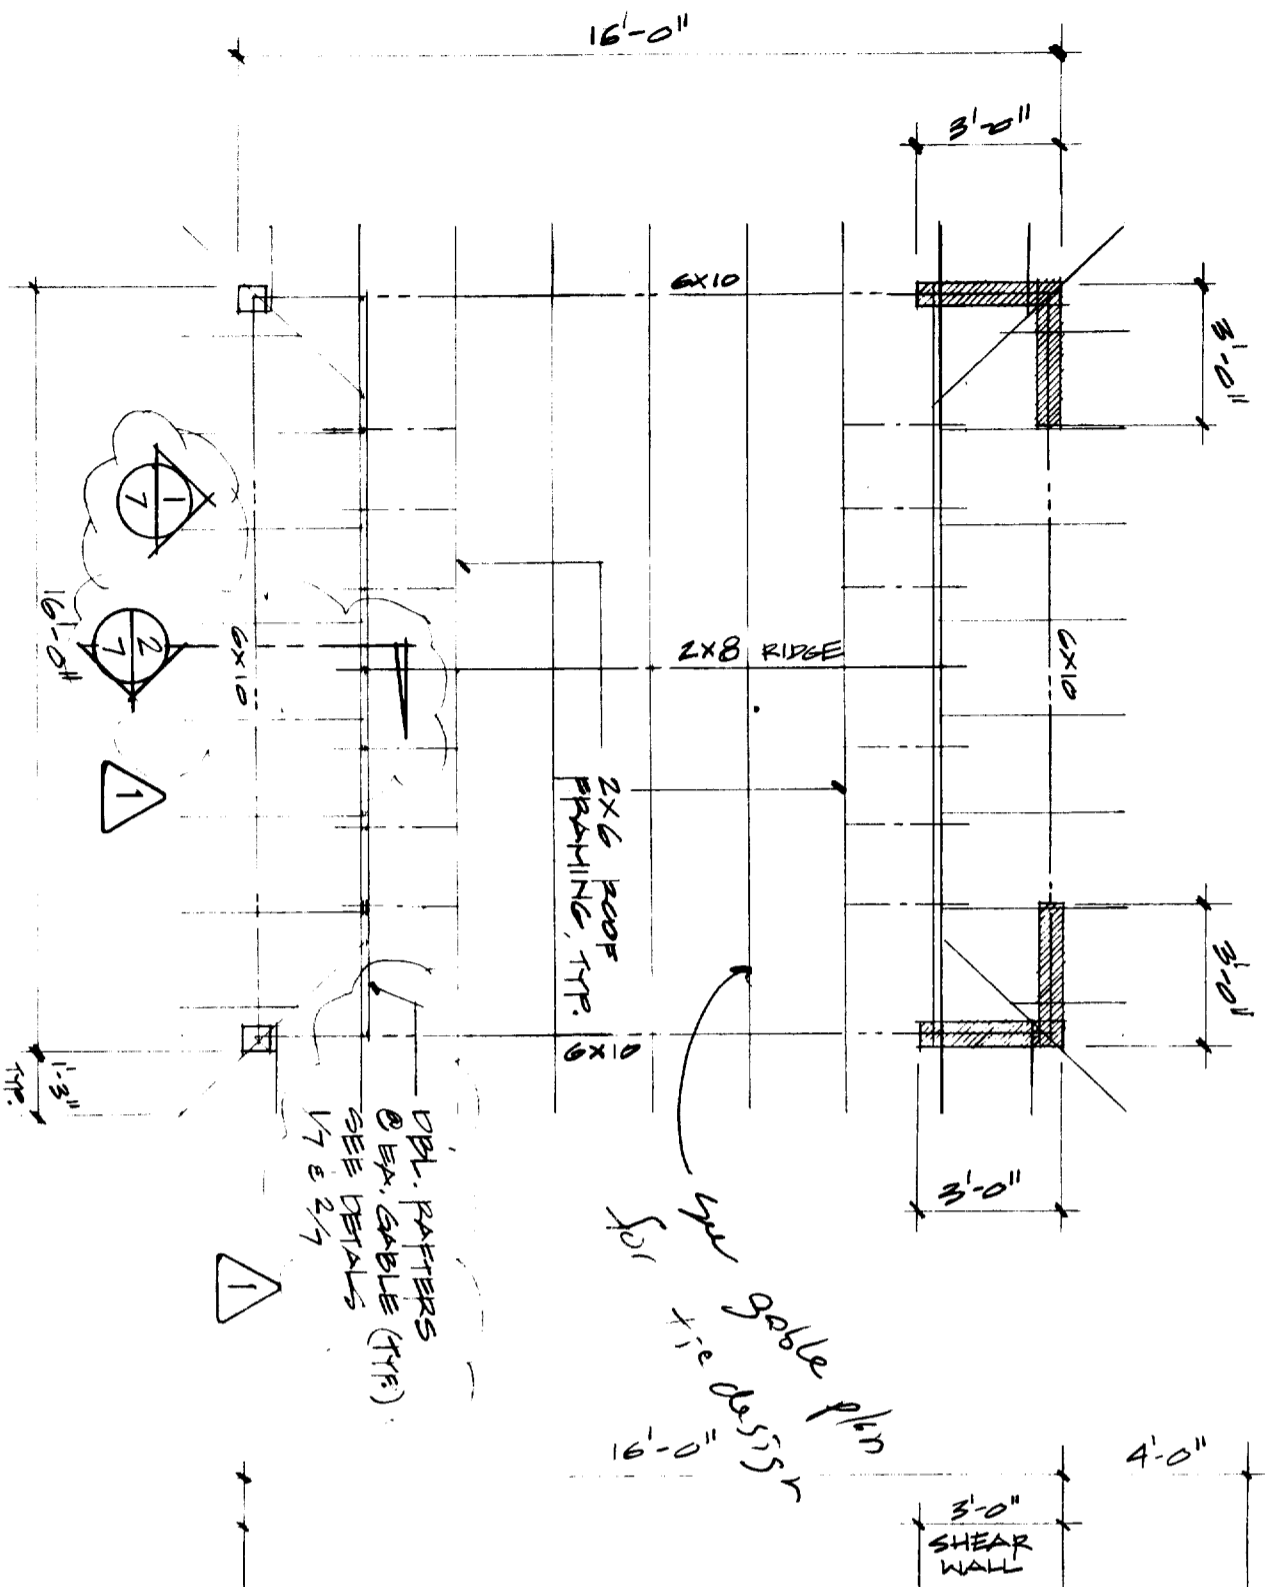 16'-0"
3'-0"
6X10
3'-0"
1
7
2
7
16'-0"
6X10
2X8 RIDGE
6X10
1
2X6 ROOF
FRAMING, TYP.
3'-0"
6X10
1'-3"
TYP.
DBL. RAFTERS
@ EA. GABLE (TYP.)
SEE DETAILS
1/7 & 2/7
3'-0"
1
See gable plan
for tie design
16'-0"
4'-0"
3'-0"
SHEAR
WALL